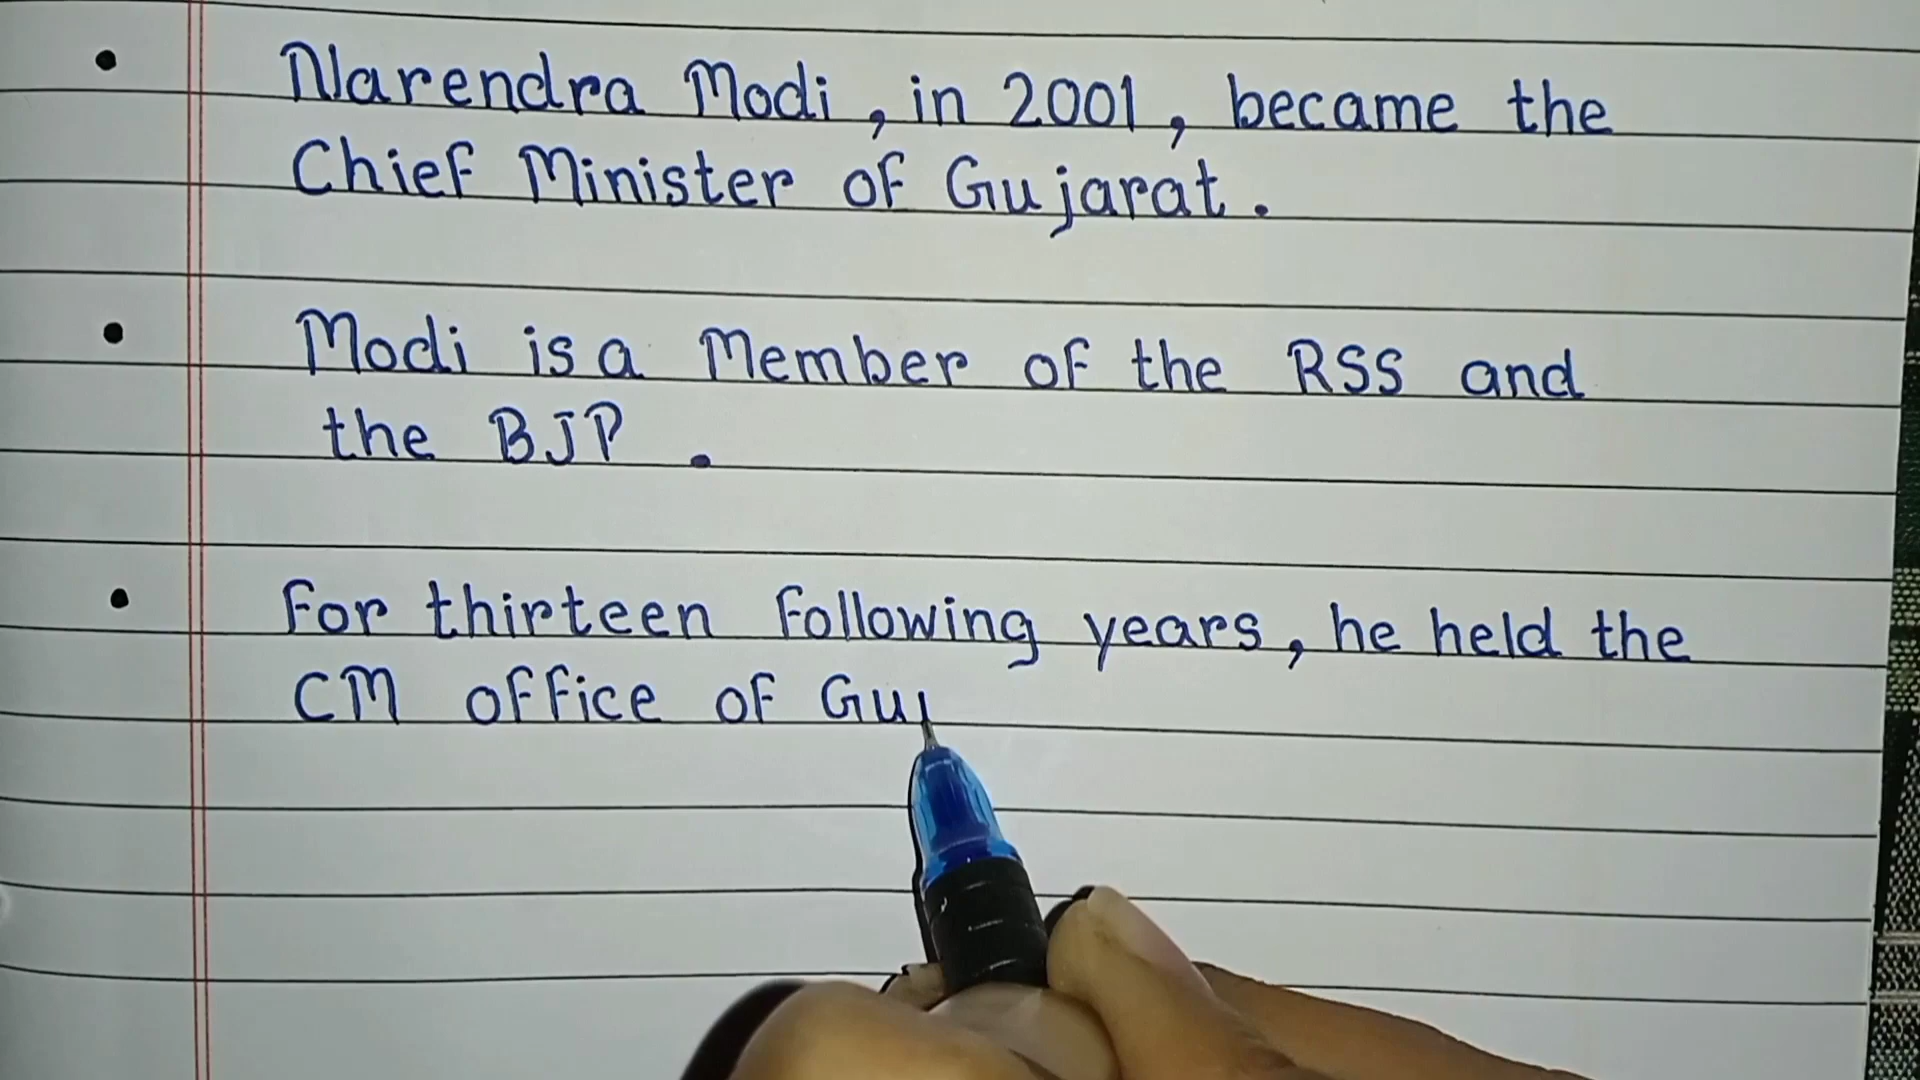 • Narendra Modi, in 2001, became the
Chief Minister of Gujarat.
• Modi is a Member of the RSS and
the BJP.
• For thirteen Following years, he held the
CM office of Guj